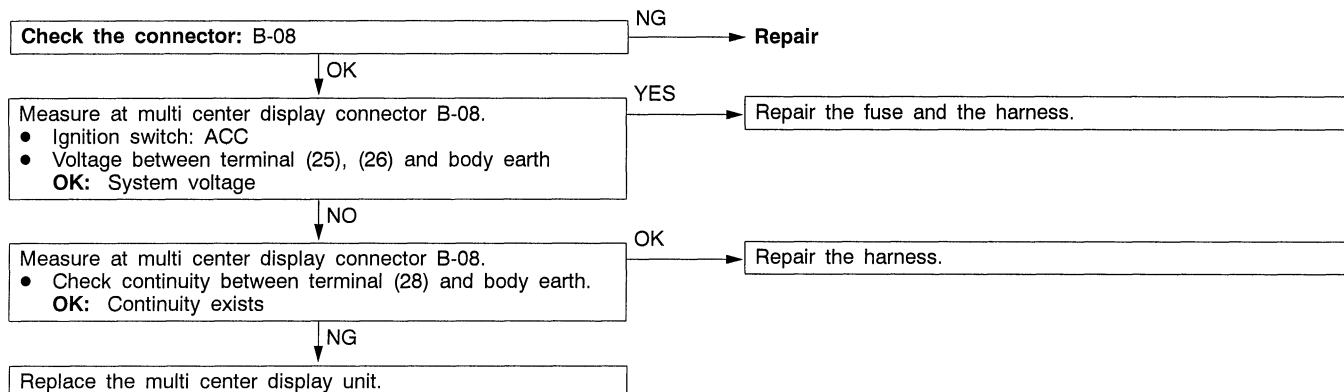 Check the connector: B-08
NG
Repair
OK
Measure at multi center display connector B-08.
● Ignition switch: ACC
● Voltage between terminal (25), (26) and body earth
OK: System voltage
YES
Repair the fuse and the harness.
NO
Measure at multi center display connector B-08.
● Check continuity between terminal (28) and body earth.
OK: Continuity exists
OK
Repair the harness.
NG
Replace the multi center display unit.